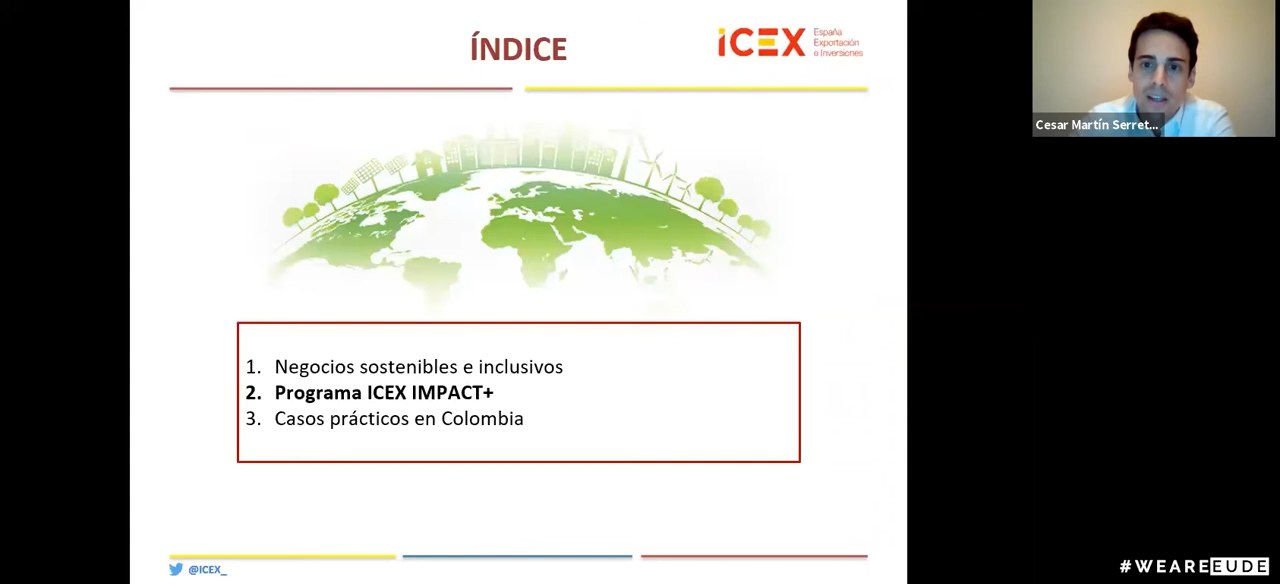 ÍNDICE
ICEX
España
Exportación
e Inversiones
Cesar Martín Serret...
1. Negocios sostenibles e inclusivos
2. Programa ICEX IMPACT+
3. Casos prácticos en Colombia
@ICEX_
#WEAREEUDE